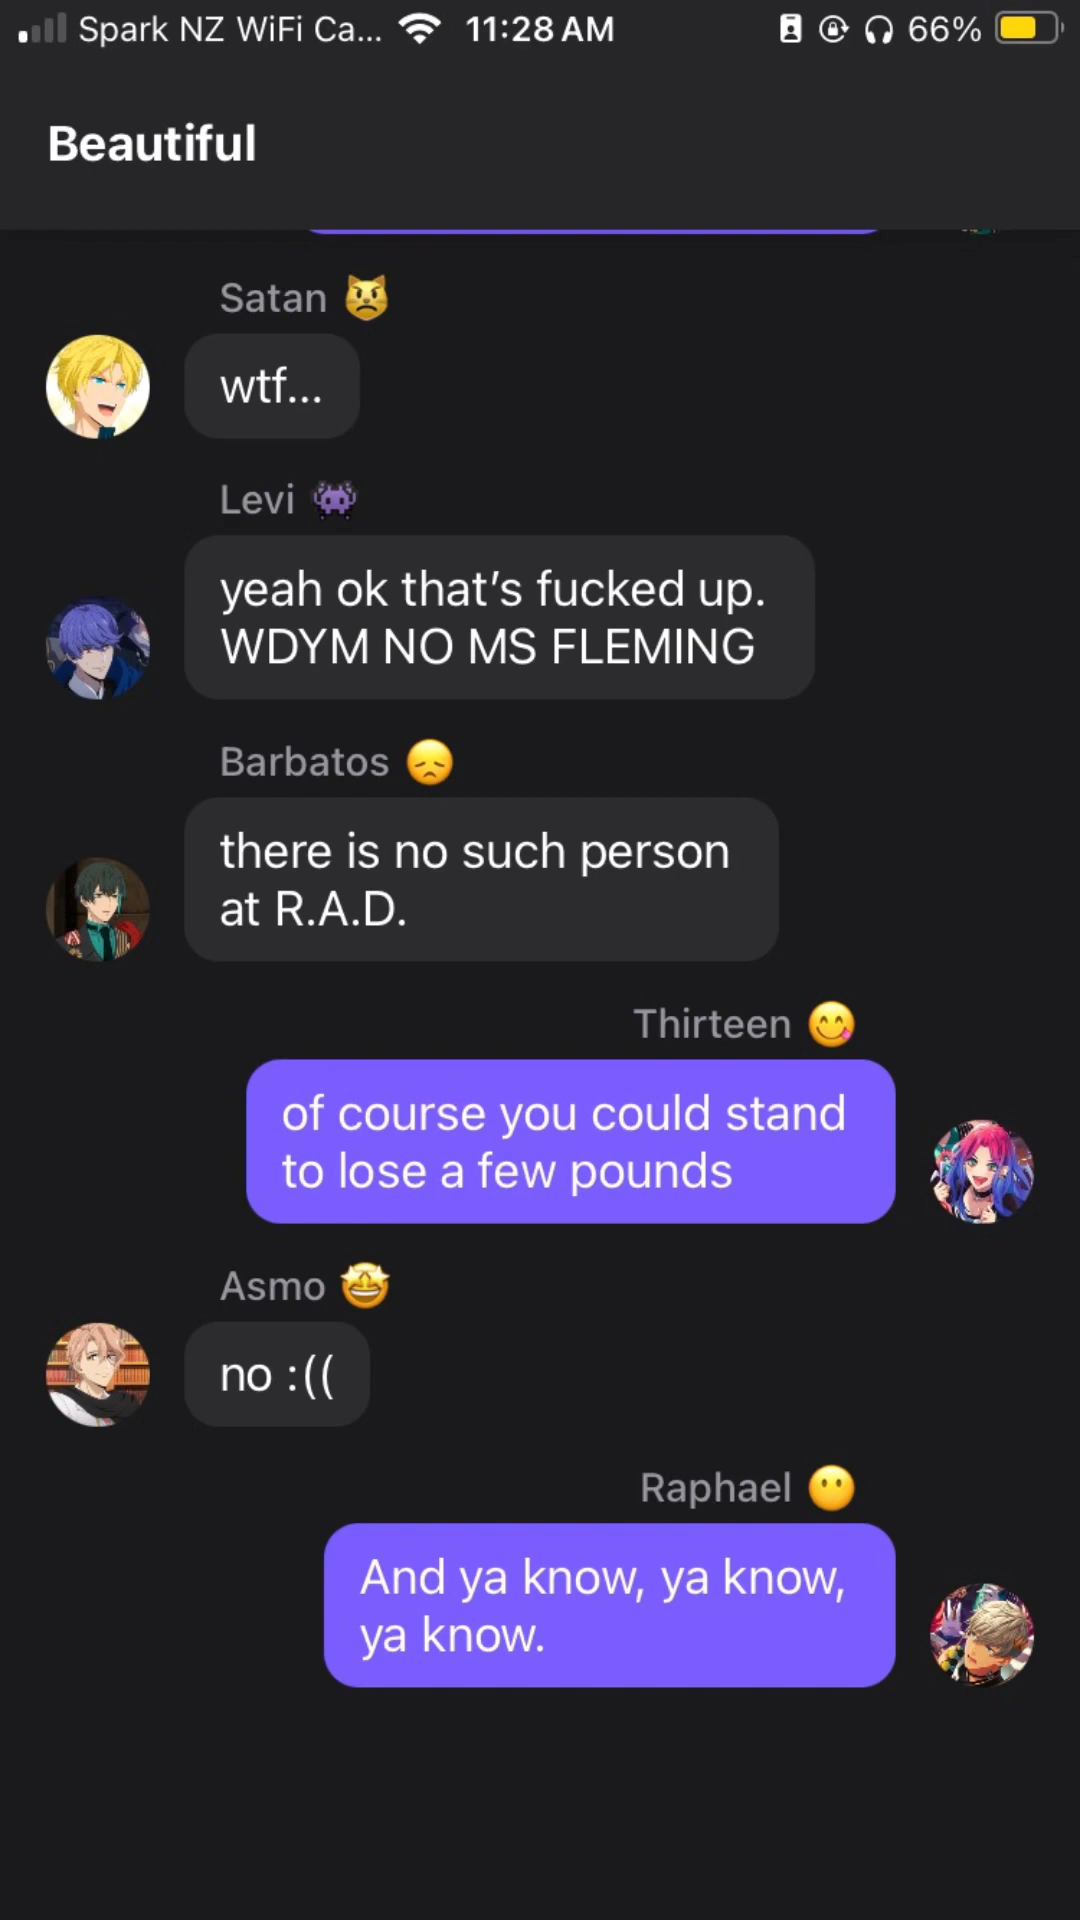 Spark NZ WiFi Ca... 11:28 AM 66%
Beautiful
Satan 😾
wtf...
Levi 👾
yeah ok that's fucked up.
WDYM NO MS FLEMING
Barbatos 😞
there is no such person
at R.A.D.
Thirteen 😋
of course you could stand
to lose a few pounds
Asmo 🤩
no :((
Raphael 😶
And ya know, ya know,
ya know.